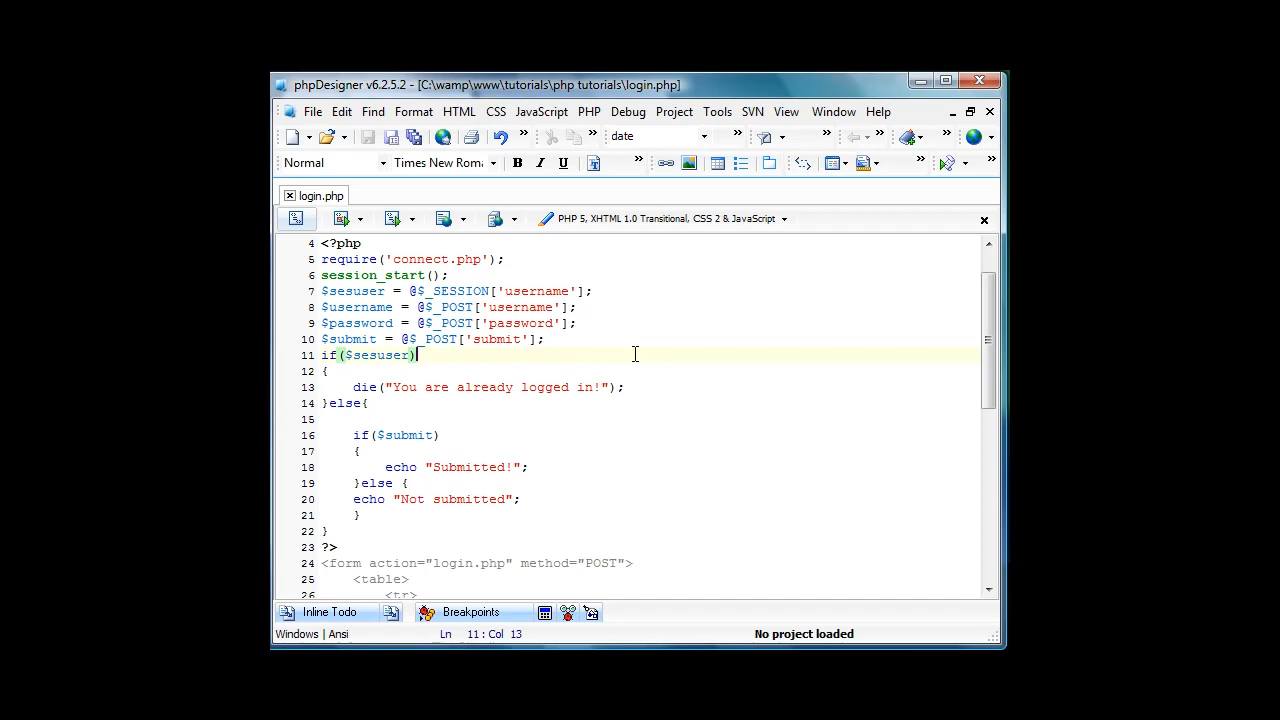 phpDesigner v6.2.5.2 - [C:\wamp\www\tutorials\php tutorials\login.php]
File Edit Find Format HTML CSS JavaScript PHP Debug Project Tools SVN View Window Help
date
Normal Times New Roma B I U T
login.php
PHP 5, XHTML 1.0 Transitional, CSS 2 & JavaScript
4 <?php
5 require('connect.php');
6 session_start();
7 $sesuser = @$_SESSION['username'];
8 $username = @$_POST['username'];
9 $password = @$_POST['password'];
10 $submit = @$_POST['submit'];
11 if($sesuser)
12 {
13 die("You are already logged in!");
14 }else{
15
16 if($submit)
17 {
18 echo "Submitted!";
19 }else {
20 echo "Not submitted";
21 }
22 }
23 ?>
24 <form action="login.php" method="POST">
25 <table>
26 <tr>
Inline Todo Breakpoints
Windows | Ansi Ln 11 : Col 13 No project loaded